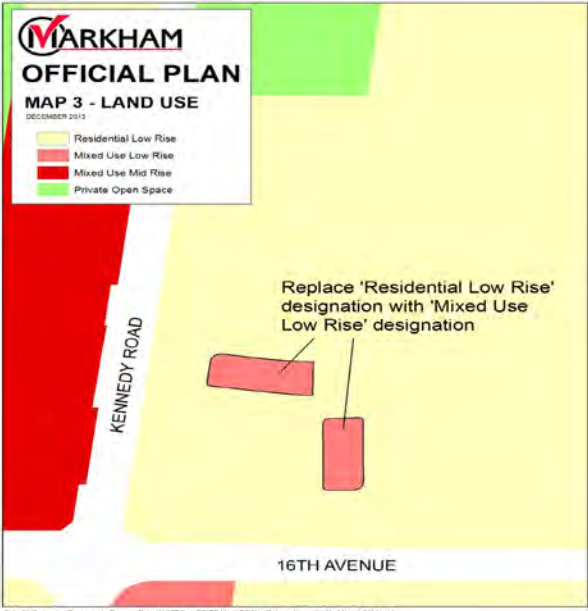 MARKHAM
OFFICIAL PLAN
MAP 3 - LAND USE
DECEMBER 2013
Residential Low Rise
Mixed Use Low Rise
Mixed Use Mid Rise
Private Open Space
Replace 'Residential Low Rise'
designation with 'Mixed Use
Low Rise' designation
KENNEDY ROAD
16TH AVENUE